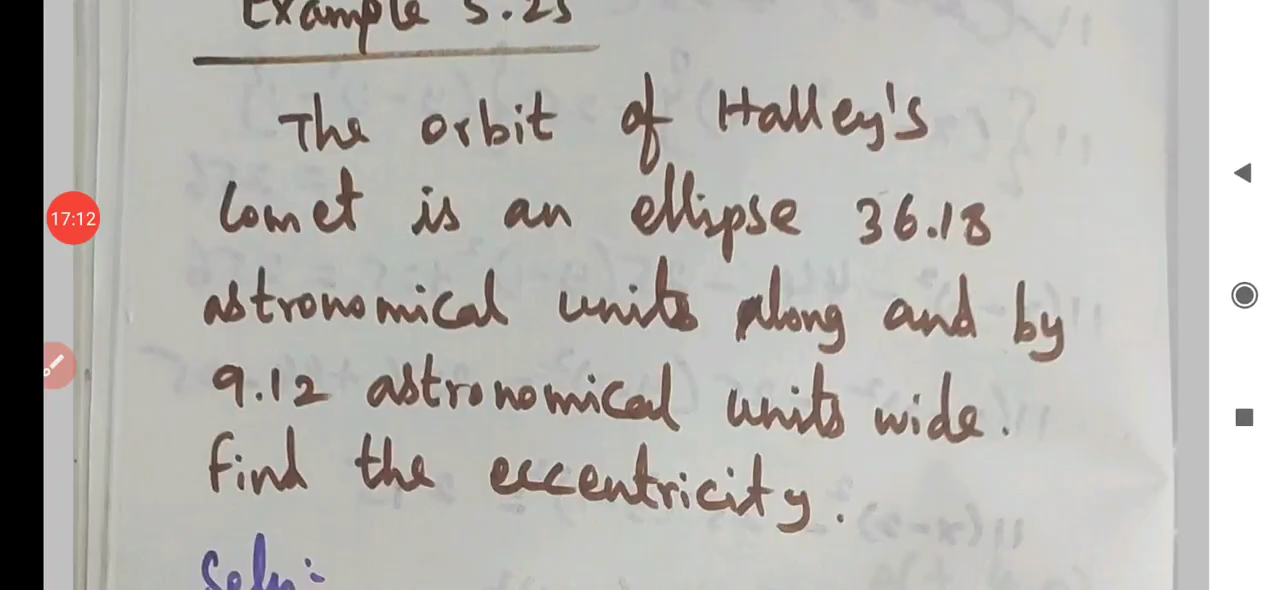 Example 5.25
The orbit of Halley's
Comet is an ellipse 36.18
astronomical units along and by
17:12
9.12 astronomical units wide.
Find the eccentricity.
Soln: